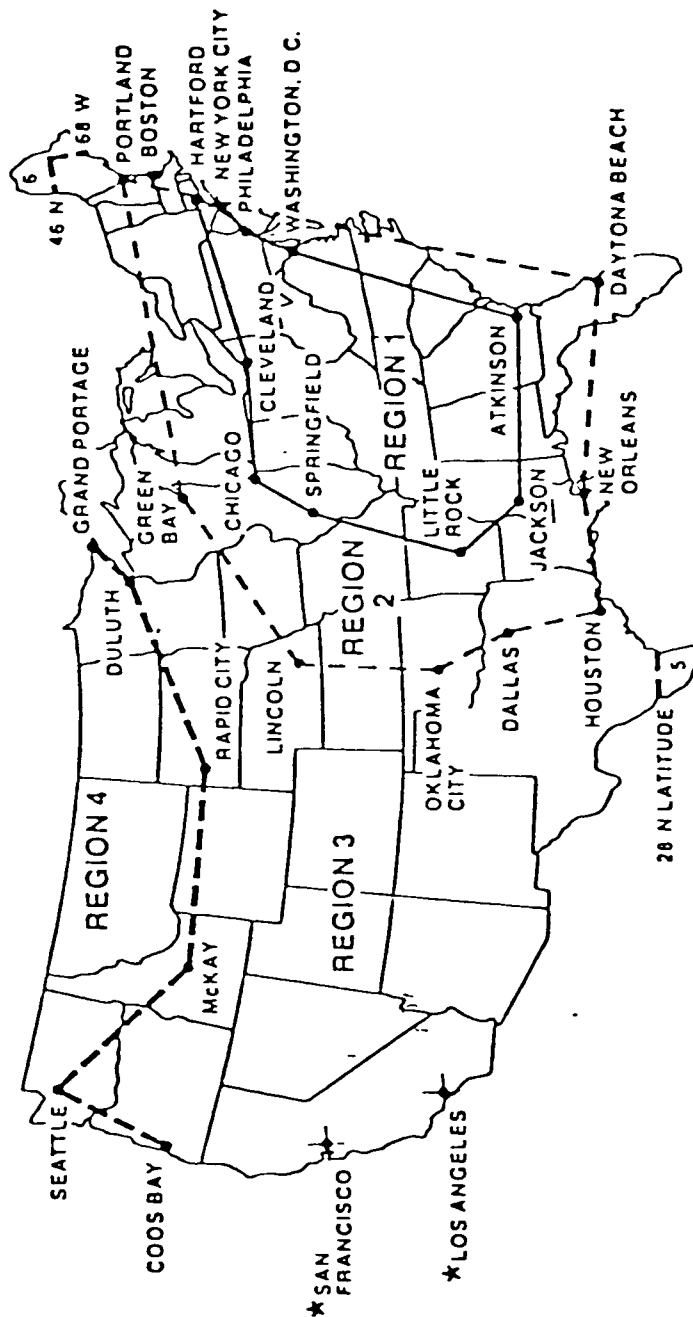 SEATTLE
COOS BAY
★SAN
FRANCISCO
★LOS ANGELES
McKAY
REGION 4
REGION 3
RAPID CITY
DULUTH
GRAND PORTAGE
GREEN
BAY
LINCOLN
REGION
2
OKLAHOMA
CITY
DALLAS
HOUSTON
28 N LATITUDE
5
CHICAGO
SPRINGFIELD
CLEVELAND
REGION 1
LITTLE
ROCK
JACKSON
ATKINSON
NEW
ORLEANS
DAYTONA BEACH
46 N
6
68 W
PORTLAND
BOSTON
HARTFORD
NEW YORK CITY
PHILADELPHIA
WASHINGTON, D.C.